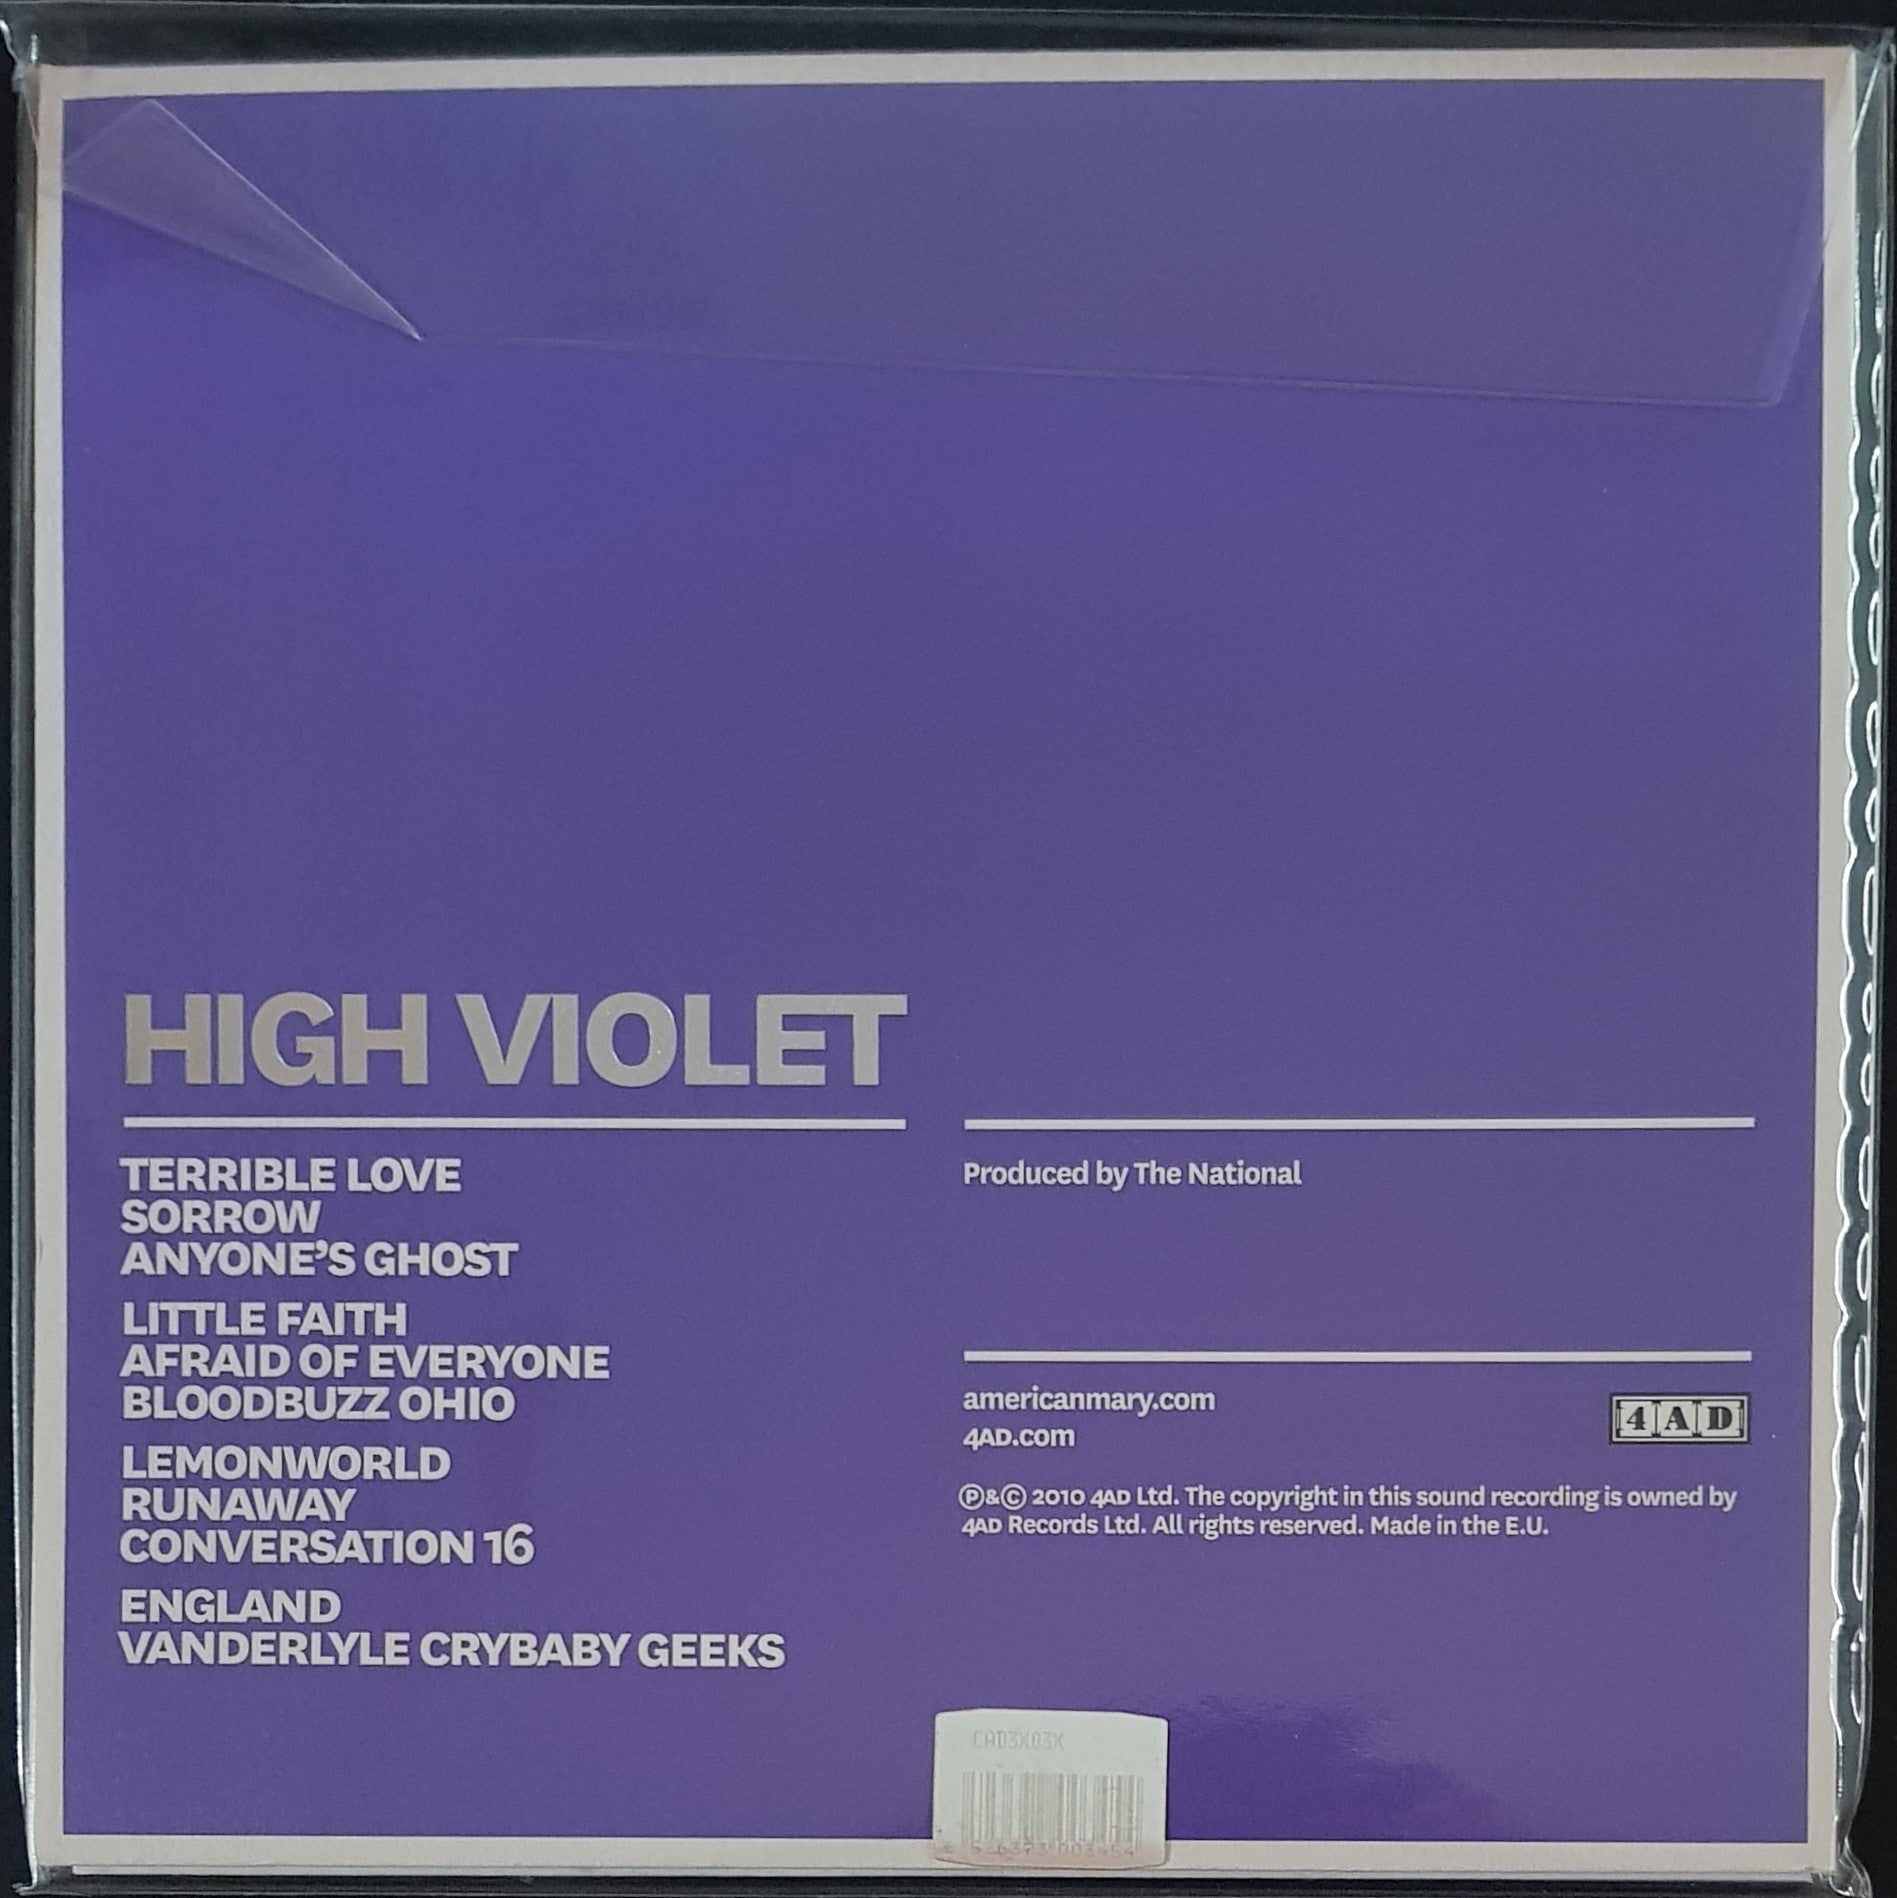 HIGH VIOLET
TERRIBLE LOVE
SORROW
ANYONE'S GHOST
LITTLE FAITH
AFRAID OF EVERYONE
BLOODBUZZ OHIO
LEMONWORLD
RUNAWAY
CONVERSATION 16
ENGLAND
VANDERLYLE CRYBABY GEEKS
Produced by The National
americanmary.com
4AD.com
4AD
℗&© 2010 4AD Ltd. The copyright in this sound recording is owned by
4AD Records Ltd. All rights reserved. Made in the E.U.
CAD3X03X